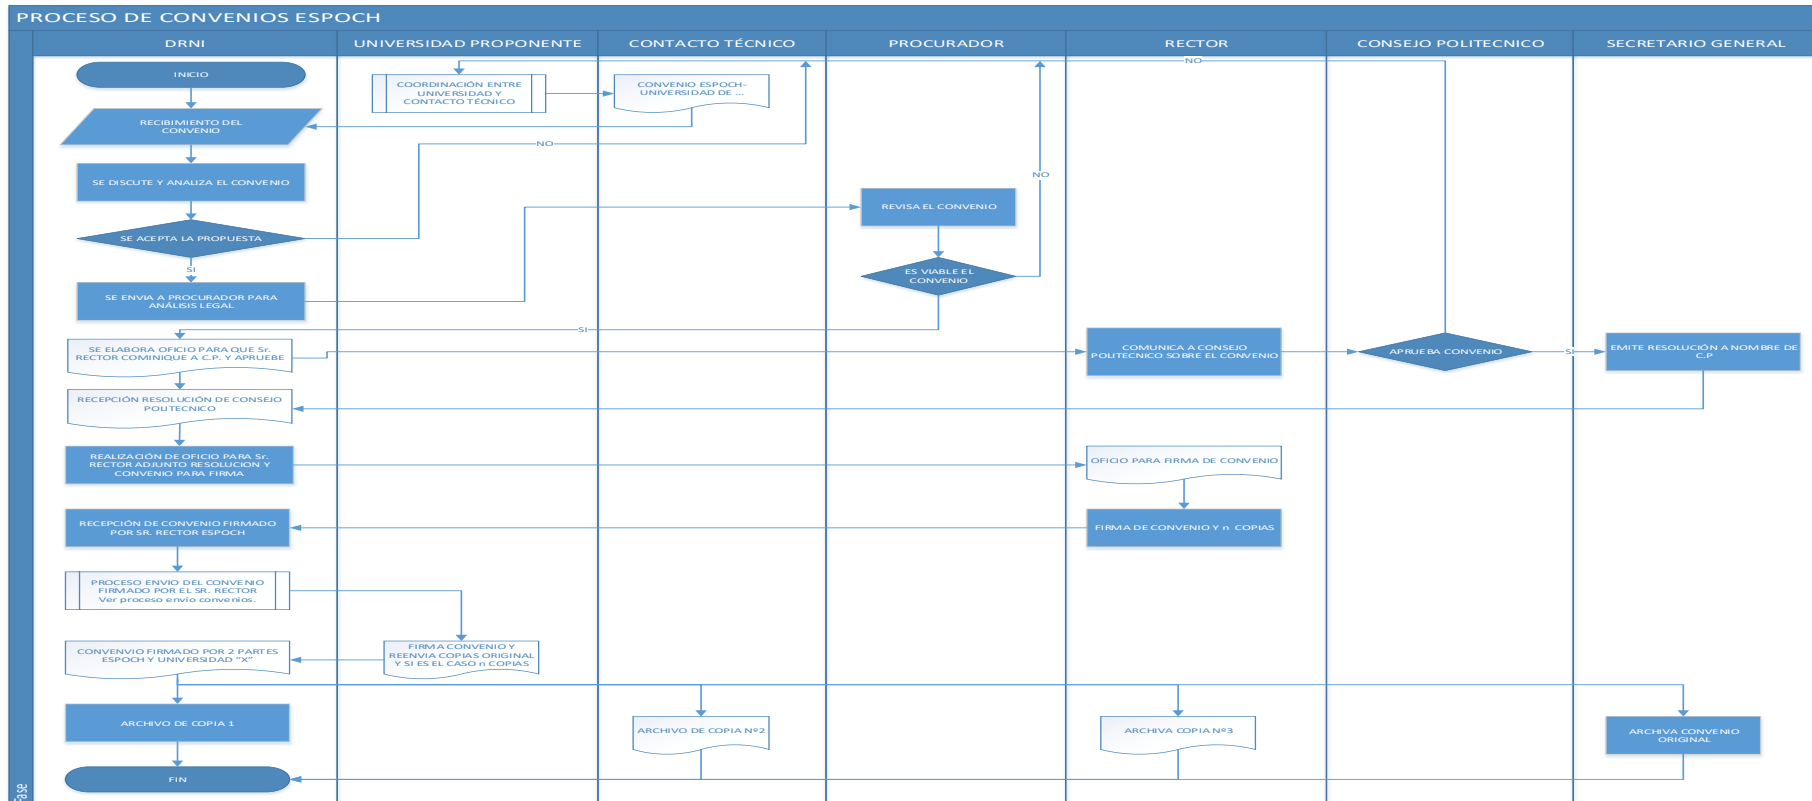 PROCESO DE CONVENIOS ESPOCH
DRNI
UNIVERSIDAD PROPONENTE
CONTACTO TÉCNICO
PROCURADOR
RECTOR
CONSEJO POLITECNICO
SECRETARIO GENERAL
INICIO
COORDINACIÓN ENTRE
UNIVERSIDAD Y
CONTACTO TÉCNICO
CONVENIO ESPOCH-
UNIVERSIDAD DE ...
NO
RECIBIMIENTO DEL
CONVENIO
NO
NO
SE DISCUTE Y ANALIZA EL CONVENIO
REVISA EL CONVENIO
SE ACEPTA LA PROPUESTA
SI
ES VIABLE EL
CONVENIO
SE ENVIA A PROCURADOR PARA
ANÁLISIS LEGAL
SI
SE ELABORA OFICIO PARA QUE Sr.
RECTOR COMINIQUE A C.P. Y APRUEBE
COMUNICA A CONSEJO
POLITECNICO SOBRE EL CONVENIO
APRUEBA CONVENIO
SI
EMITE RESOLUCIÓN A NOMBRE DE
C.P
RECEPCIÓN RESOLUCIÓN DE CONSEJO
POLITECNICO
REALIZACIÓN DE OFICIO PARA Sr.
RECTOR ADJUNTO RESOLUCION Y
CONVENIO PARA FIRMA
OFICIO PARA FIRMA DE CONVENIO
RECEPCIÓN DE CONVENIO FIRMADO
POR SR. RECTOR ESPOCH
FIRMA DE CONVENIO Y n COPIAS
PROCESO ENVIO DEL CONVENIO
FIRMADO POR EL SR. RECTOR
Ver proceso envío convenios.
CONVENVIO FIRMADO POR 2 PARTES
ESPOCH Y UNIVERSIDAD "X"
FIRMA CONVENIO Y
REENVIA COPIAS ORIGINAL
Y SI ES EL CASO n COPIAS
ARCHIVO DE COPIA 1
ARCHIVO DE COPIA Nº2
ARCHIVA COPIA Nº3
ARCHIVA CONVENIO
ORIGINAL
FIN
Fase